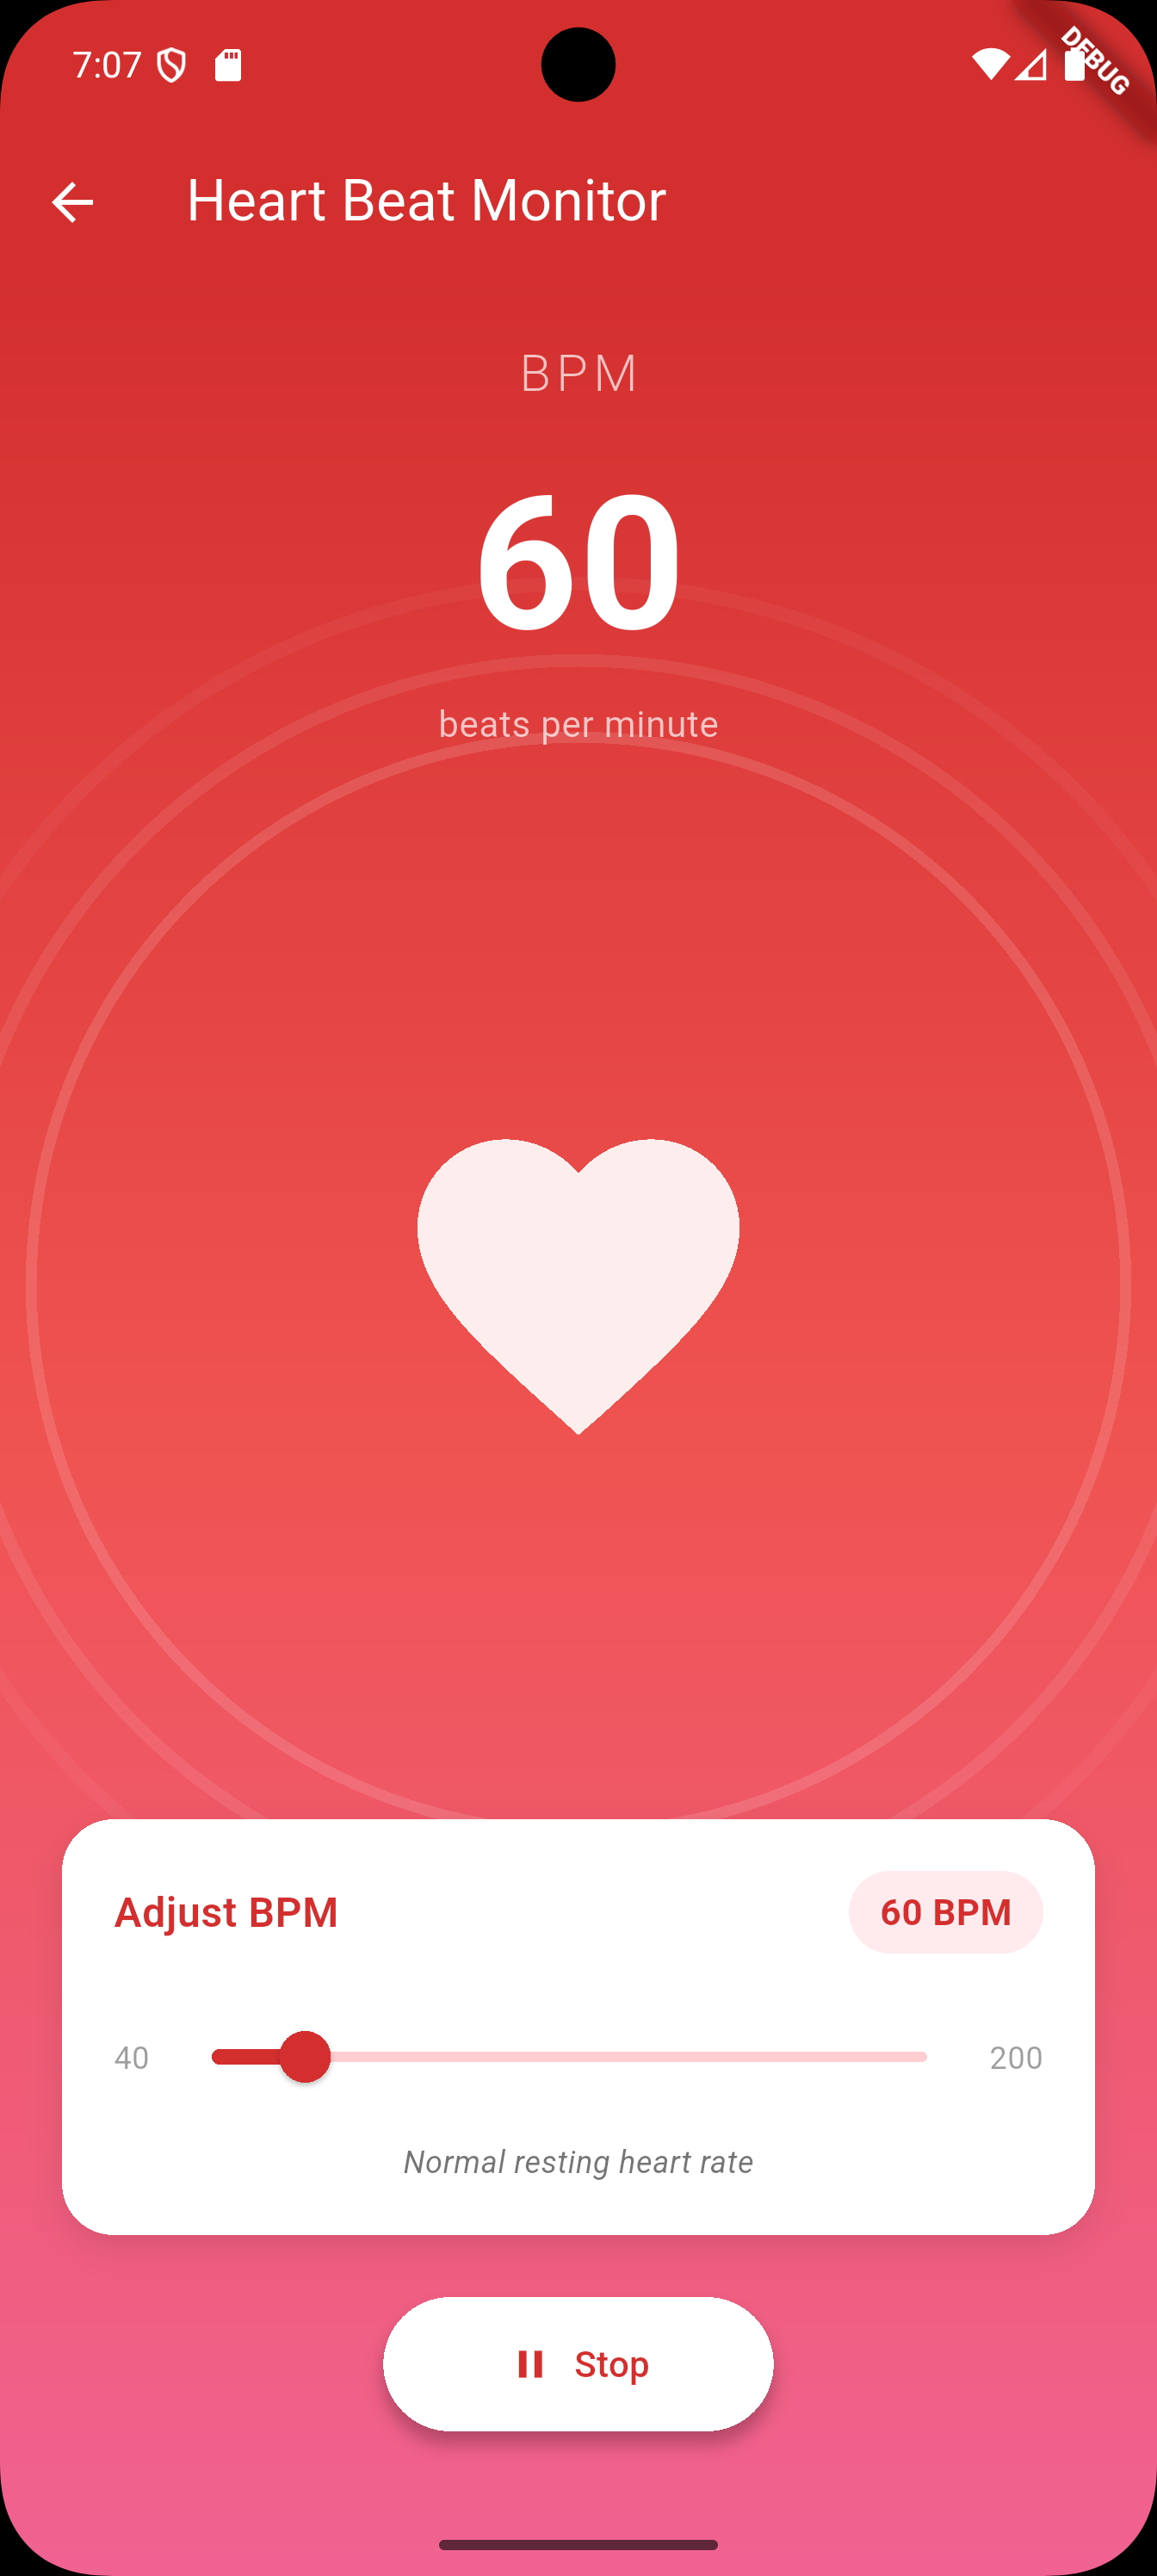 7:07
DEBUG
Heart Beat Monitor
BPM
60
beats per minute
Adjust BPM
60 BPM
40
200
Normal resting heart rate
Stop